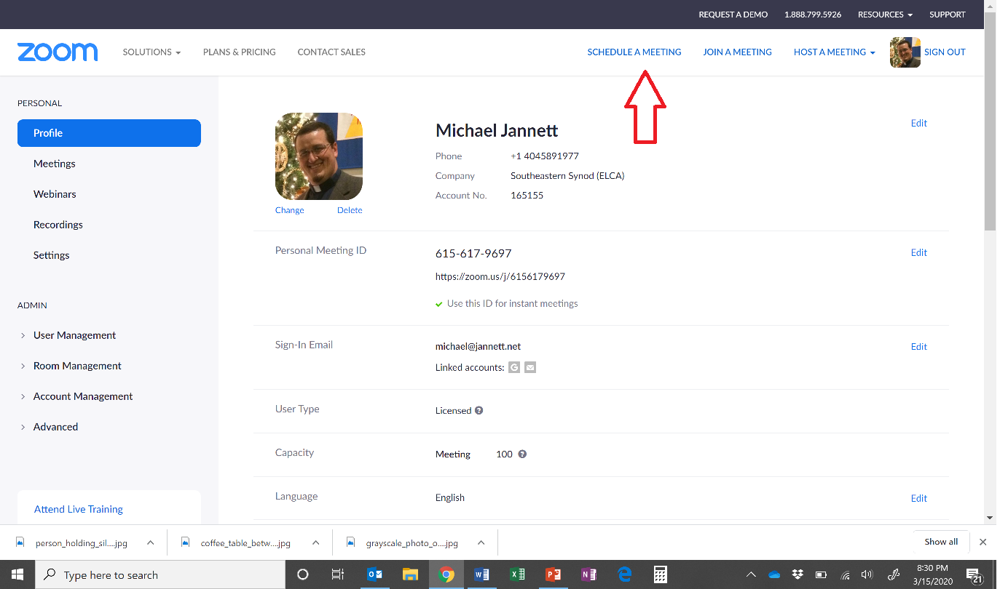 REQUEST A DEMO 1.888.799.5926 RESOURCES SUPPORT
zoom SOLUTIONS PLANS & PRICING CONTACT SALES SCHEDULE A MEETING JOIN A MEETING HOST A MEETING SIGN OUT
PERSONAL
Profile
Meetings
Webinars
Recordings
Settings
ADMIN
User Management
Room Management
Account Management
Advanced
Attend Live Training
Michael Jannett Edit
Phone +1 4045891977
Company Southeastern Synod (ELCA)
Account No. 165155
Change Delete
Personal Meeting ID 615-617-9697 Edit
https://zoom.us/j/6156179697
Use this ID for instant meetings
Sign-In Email michael@jannett.net Edit
Linked accounts: G
User Type Licensed ?
Capacity Meeting 100 ?
Language English Edit
person_holding_sil....jpg coffee_table_betw....jpg grayscale_photo_o....jpg Show all
Type here to search
8:30 PM
3/15/2020
21